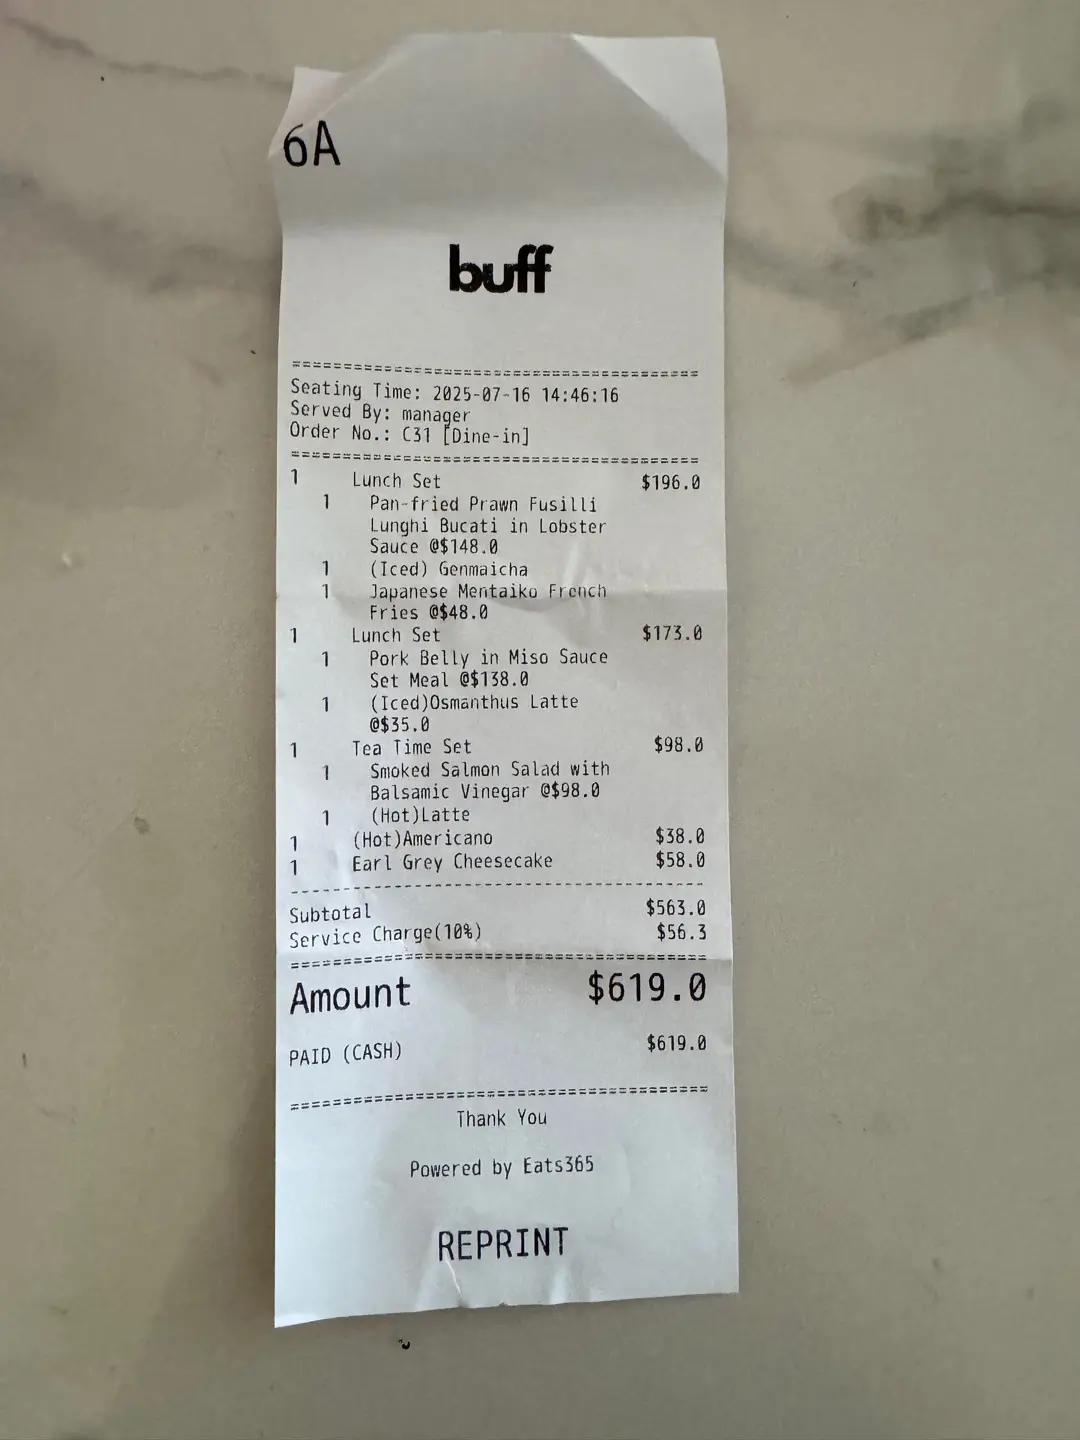 6A
buff
========================================
Seating Time: 2025-07-16 14:46:16
Served By: manager
Order No.: C31 [Dine-in]
========================================
1 Lunch Set $196.0
1 Pan-fried Prawn Fusilli
Lunghi Bucati in Lobster
Sauce @$148.0
1 (Iced) Genmaicha
1 Japanese Mentaiko French
Fries @$48.0
1 Lunch Set $173.0
1 Pork Belly in Miso Sauce
Set Meal @$138.0
1 (Iced)Osmanthus Latte
@$35.0
1 Tea Time Set $98.0
1 Smoked Salmon Salad with
Balsamic Vinegar @$98.0
1 (Hot)Latte
1 (Hot)Americano $38.0
1 Earl Grey Cheesecake $58.0
----------------------------------------
Subtotal $563.0
Service Charge(10%) $56.3
========================================
Amount $619.0
PAID (CASH) $619.0
========================================
Thank You
Powered by Eats365
REPRINT